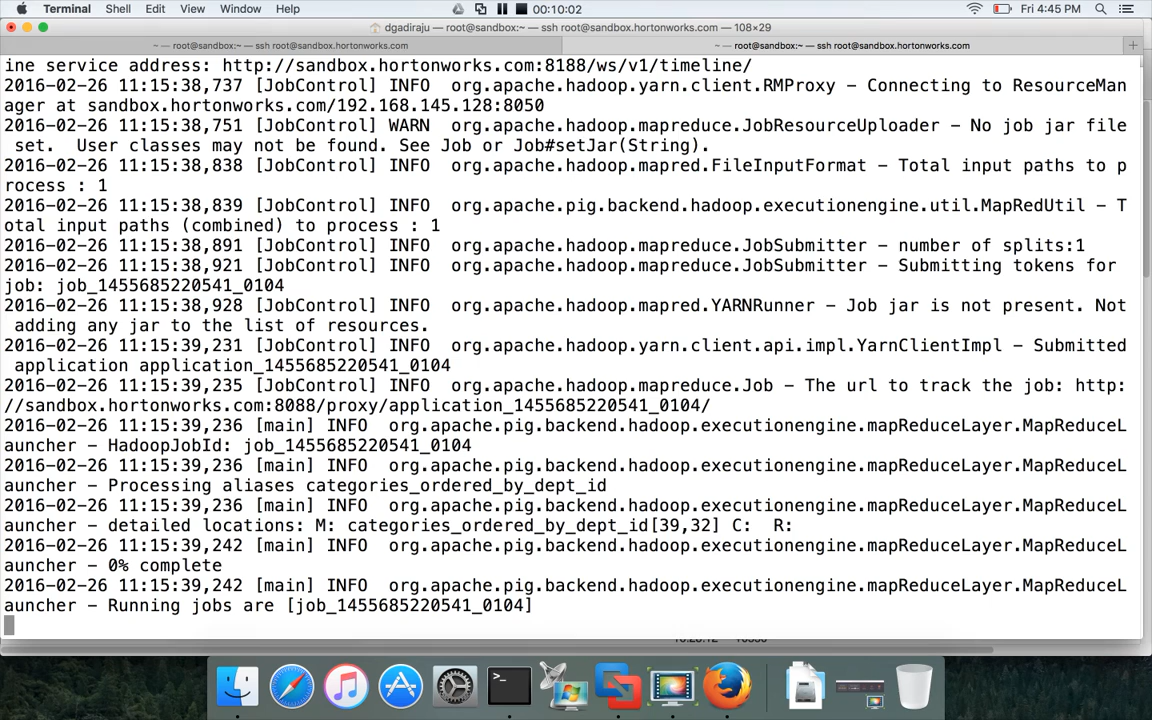 Terminal Shell Edit View Window Help 00:10:02 Fri 4:45 PM
dgadiraju — root@sandbox:~ — ssh root@sandbox.hortonworks.com — 108×29
~ — root@sandbox:~ — ssh root@sandbox.hortonworks.com ~ — root@sandbox:~ — ssh root@sandbox.hortonworks.com +
ine service address: http://sandbox.hortonworks.com:8188/ws/v1/timeline/
2016-02-26 11:15:38,737 [JobControl] INFO  org.apache.hadoop.yarn.client.RMProxy – Connecting to ResourceMan
ager at sandbox.hortonworks.com/192.168.145.128:8050
2016-02-26 11:15:38,751 [JobControl] WARN  org.apache.hadoop.mapreduce.JobResourceUploader – No job jar file
 set.  User classes may not be found. See Job or Job#setJar(String).
2016-02-26 11:15:38,838 [JobControl] INFO  org.apache.hadoop.mapred.FileInputFormat – Total input paths to p
rocess : 1
2016-02-26 11:15:38,839 [JobControl] INFO  org.apache.pig.backend.hadoop.executionengine.util.MapRedUtil – T
otal input paths (combined) to process : 1
2016-02-26 11:15:38,891 [JobControl] INFO  org.apache.hadoop.mapreduce.JobSubmitter – number of splits:1
2016-02-26 11:15:38,921 [JobControl] INFO  org.apache.hadoop.mapreduce.JobSubmitter – Submitting tokens for
job: job_1455685220541_0104
2016-02-26 11:15:38,928 [JobControl] INFO  org.apache.hadoop.mapred.YARNRunner – Job jar is not present. Not
 adding any jar to the list of resources.
2016-02-26 11:15:39,231 [JobControl] INFO  org.apache.hadoop.yarn.client.api.impl.YarnClientImpl – Submitted
application application_1455685220541_0104
2016-02-26 11:15:39,235 [JobControl] INFO  org.apache.hadoop.mapreduce.Job – The url to track the job: http:
//sandbox.hortonworks.com:8088/proxy/application_1455685220541_0104/
2016-02-26 11:15:39,236 [main] INFO  org.apache.pig.backend.hadoop.executionengine.mapReduceLayer.MapReduceL
auncher – HadoopJobId: job_1455685220541_0104
2016-02-26 11:15:39,236 [main] INFO  org.apache.pig.backend.hadoop.executionengine.mapReduceLayer.MapReduceL
auncher – Processing aliases categories_ordered_by_dept_id
2016-02-26 11:15:39,236 [main] INFO  org.apache.pig.backend.hadoop.executionengine.mapReduceLayer.MapReduceL
auncher – detailed locations: M: categories_ordered_by_dept_id[39,32] C:  R:
2016-02-26 11:15:39,242 [main] INFO  org.apache.pig.backend.hadoop.executionengine.mapReduceLayer.MapReduceL
auncher – 0% complete
2016-02-26 11:15:39,242 [main] INFO  org.apache.pig.backend.hadoop.executionengine.mapReduceLayer.MapReduceL
auncher – Running jobs are [job_1455685220541_0104]